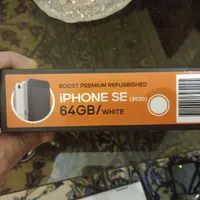 BOOST PREMIUM REFURBISHED
iPHONE SE (2020)
64GB/WHITE